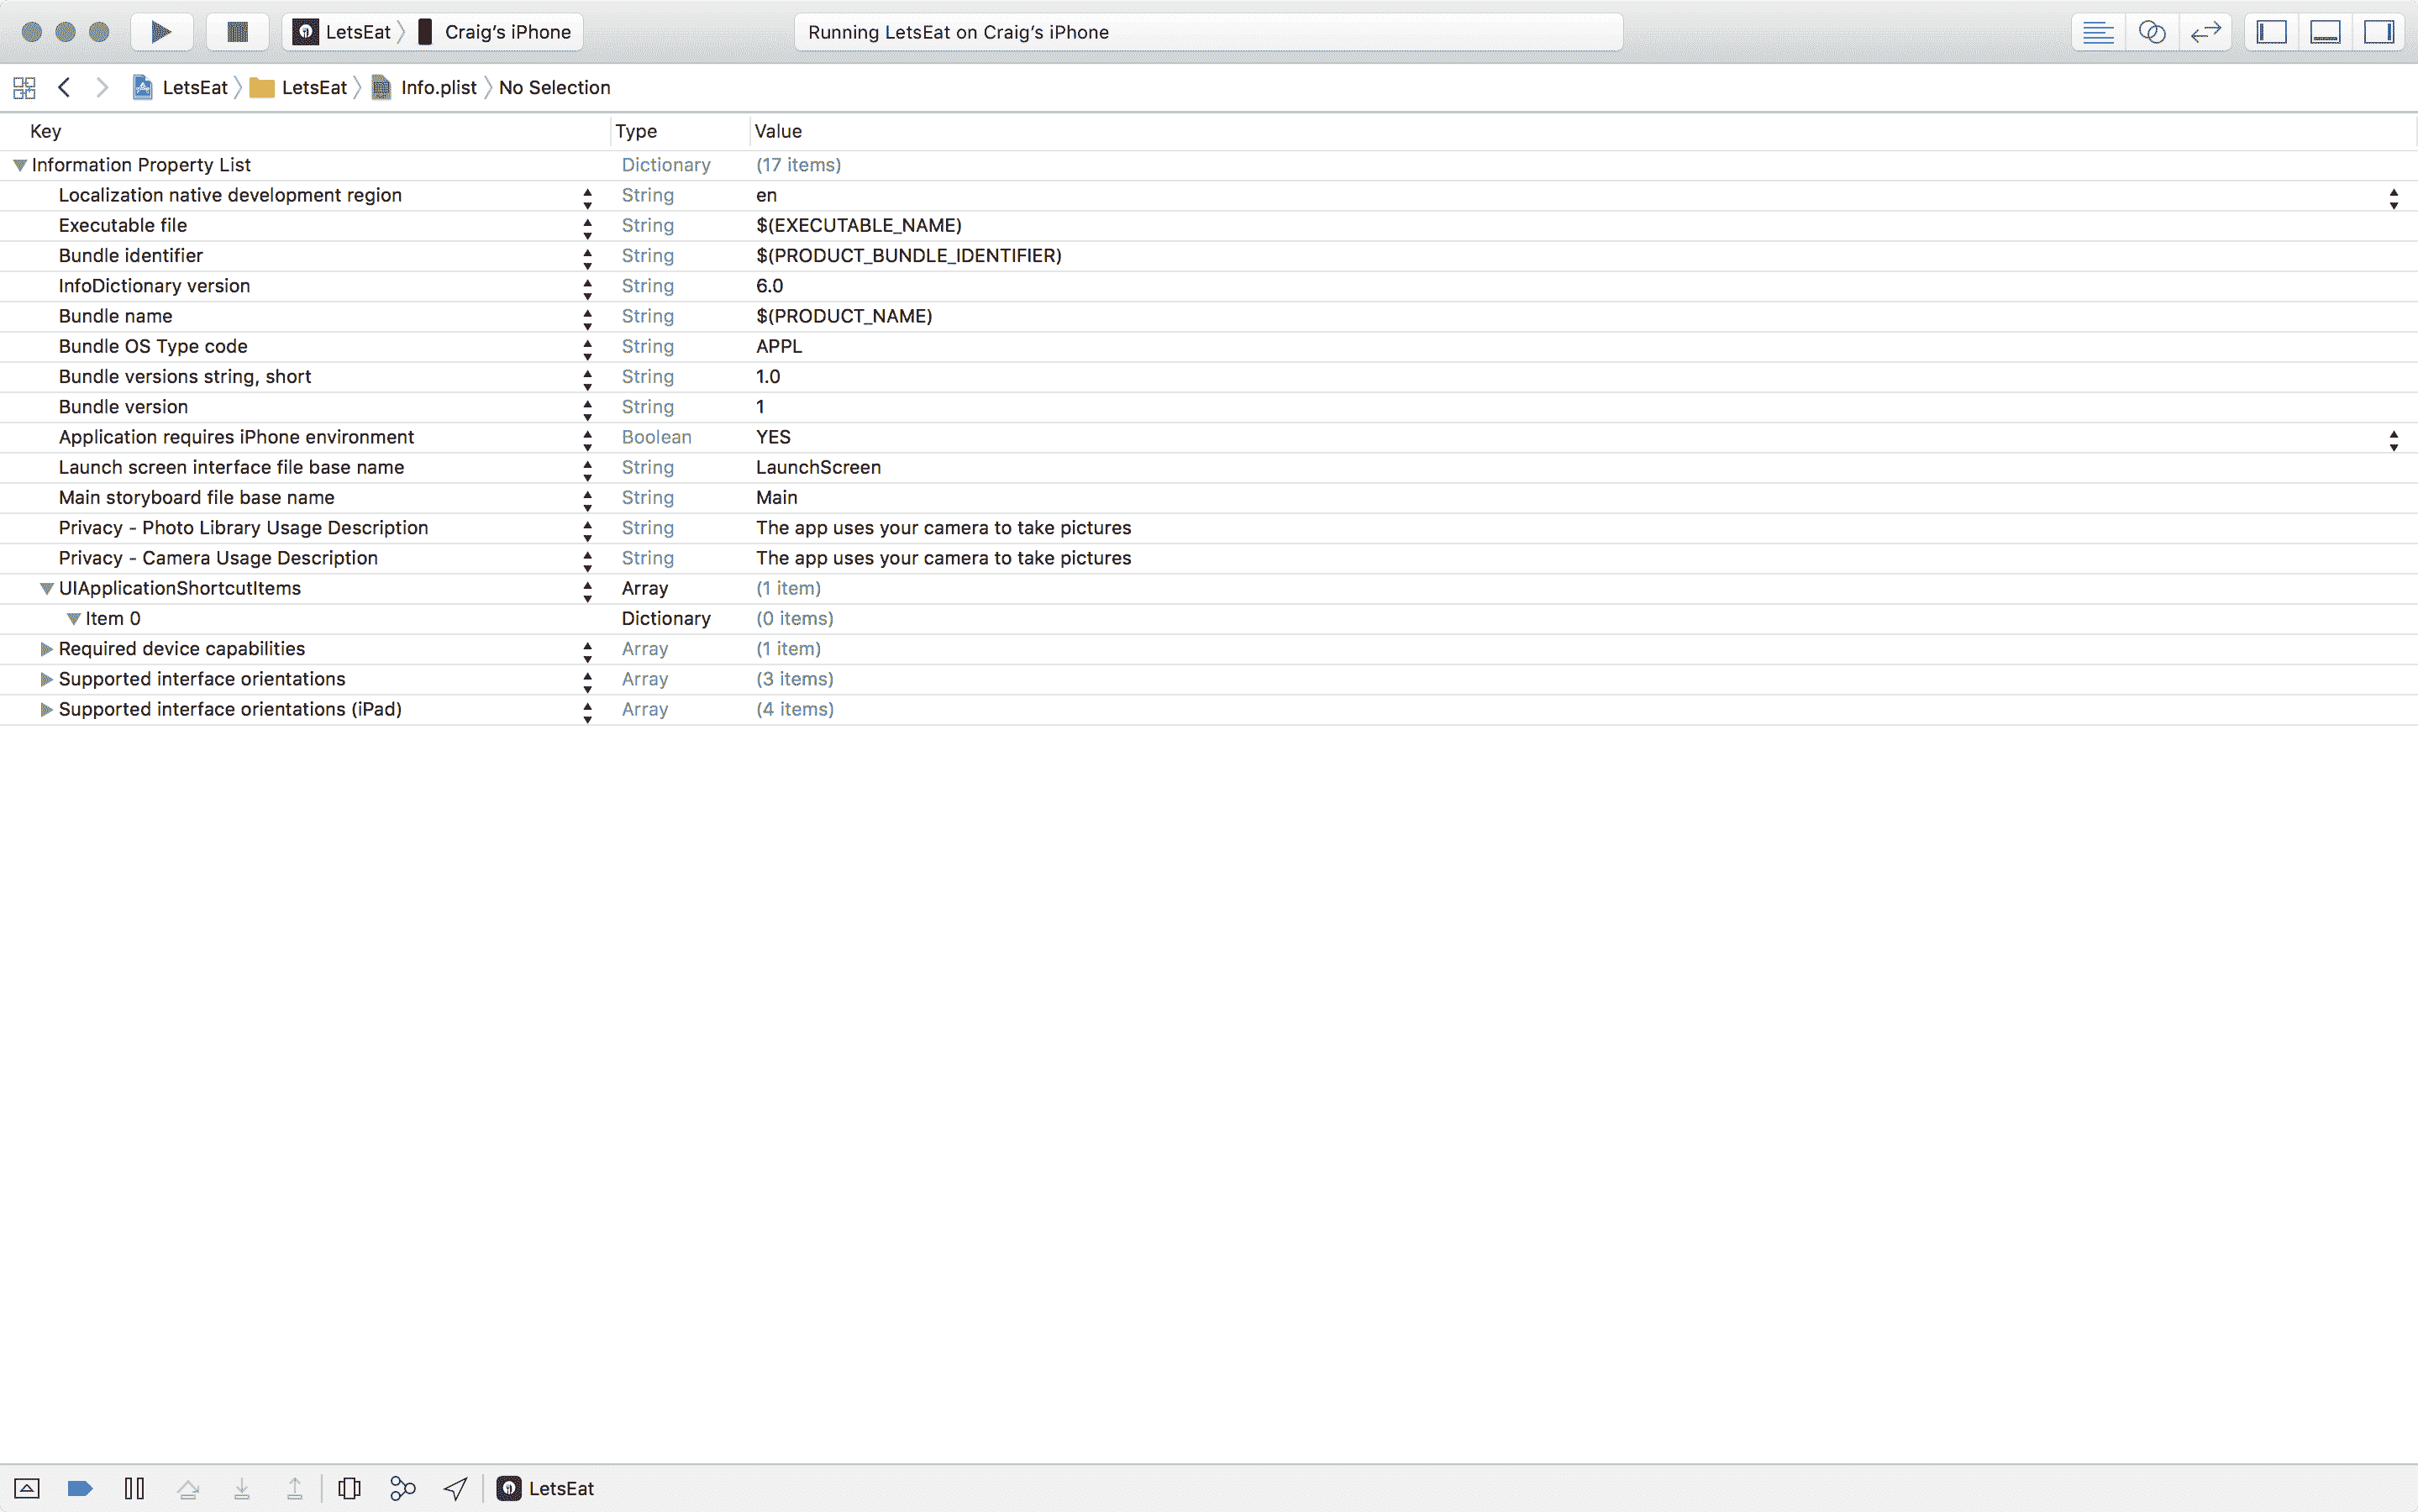 LetsEat Craig’s iPhone Running LetsEat on Craig’s iPhone
LetsEat LetsEat Info.plist No Selection
Key Type Value
Information Property List Dictionary (17 items)
Localization native development region String en
Executable file String $(EXECUTABLE_NAME)
Bundle identifier String $(PRODUCT_BUNDLE_IDENTIFIER)
InfoDictionary version String 6.0
Bundle name String $(PRODUCT_NAME)
Bundle OS Type code String APPL
Bundle versions string, short String 1.0
Bundle version String 1
Application requires iPhone environment Boolean YES
Launch screen interface file base name String LaunchScreen
Main storyboard file base name String Main
Privacy - Photo Library Usage Description String The app uses your camera to take pictures
Privacy - Camera Usage Description String The app uses your camera to take pictures
UIApplicationShortcutItems Array (1 item)
Item 0 Dictionary (0 items)
Required device capabilities Array (1 item)
Supported interface orientations Array (3 items)
Supported interface orientations (iPad) Array (4 items)
LetsEat